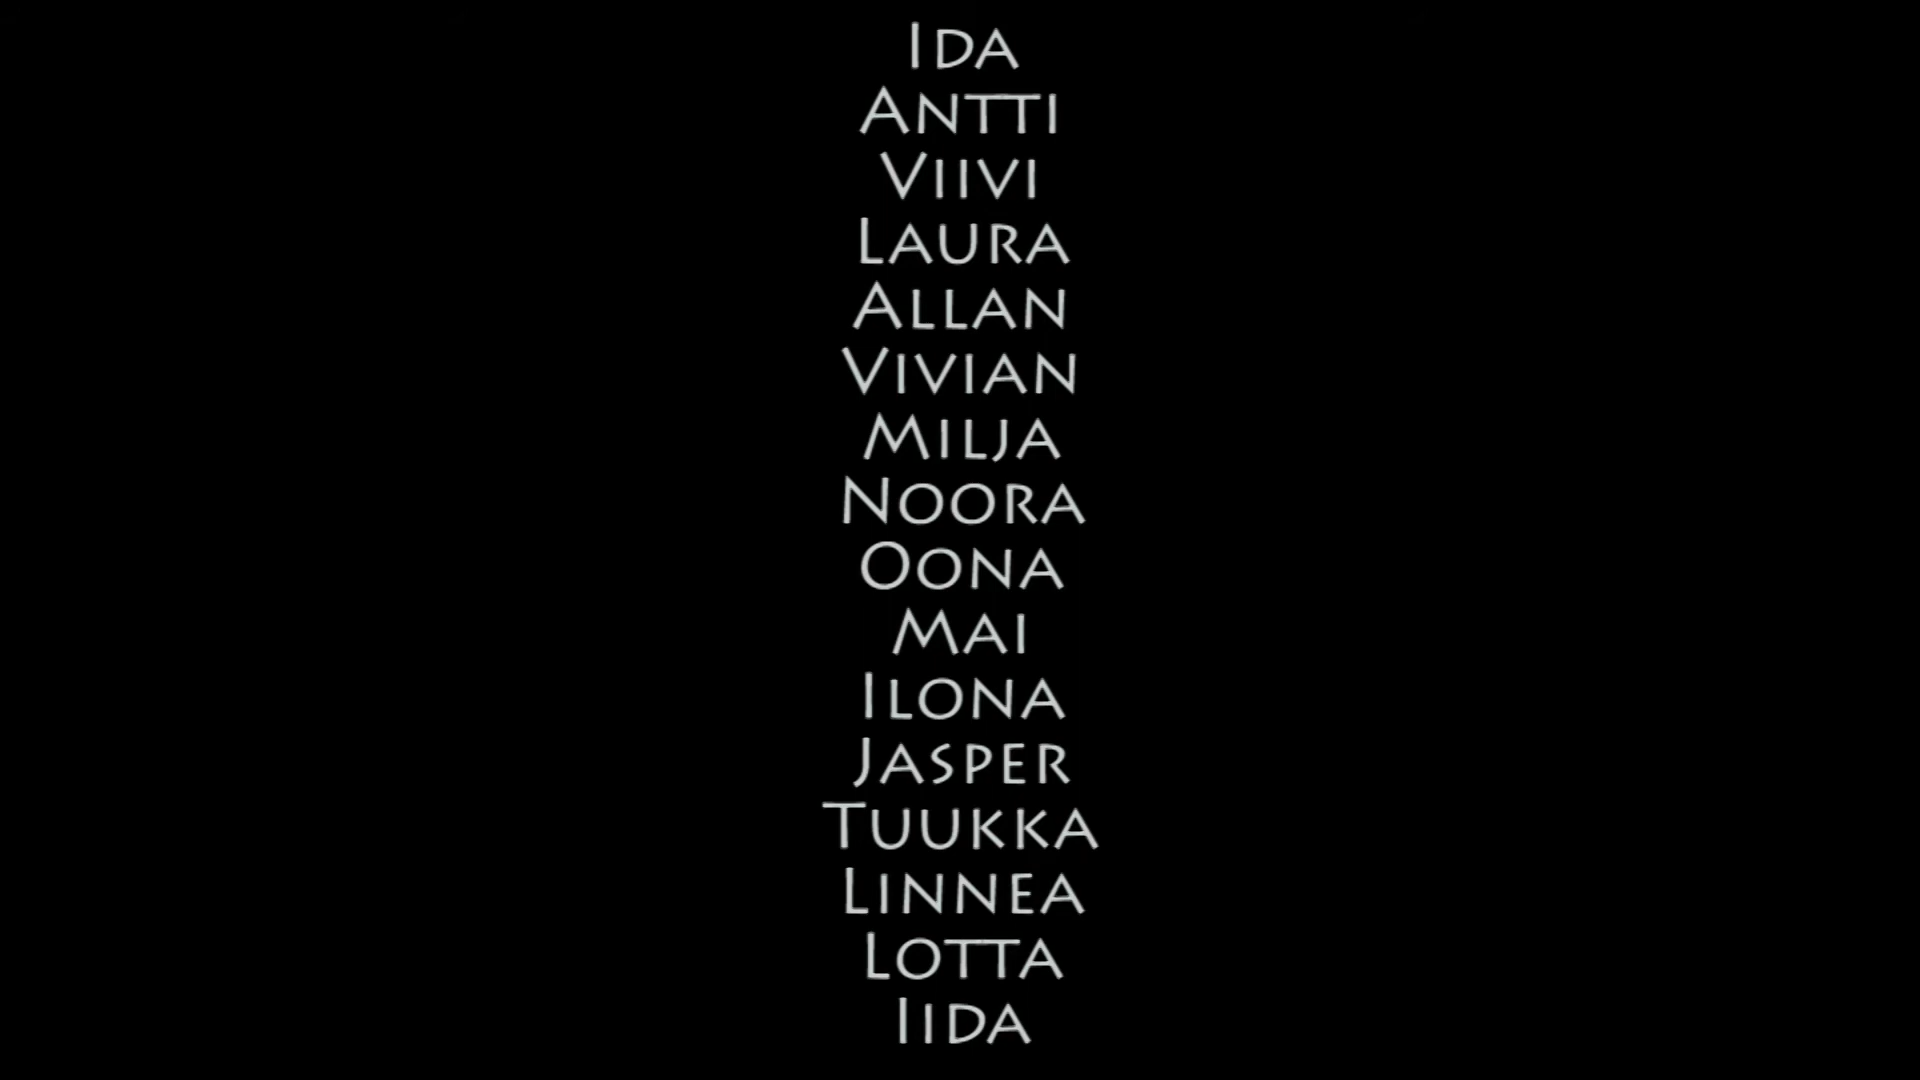 Ida
Antti
Viivi
Laura
Allan
Vivian
Milja
Noora
Oona
Mai
Ilona
Jasper
Tuukka
Linnea
Lotta
Iida